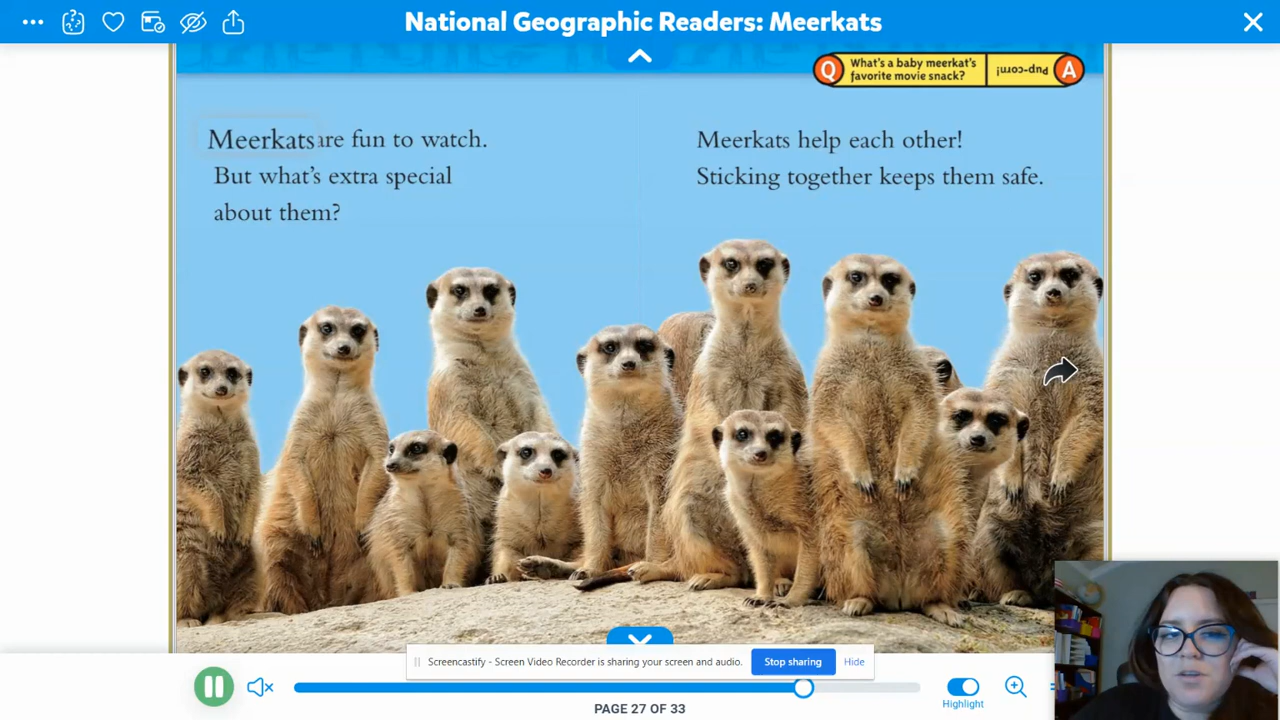 National Geographic Readers: Meerkats
Q What's a baby meerkat's
favorite movie snack?
Pup-corn! A
Meerkats are fun to watch.
But what's extra special
about them?
Meerkats help each other!
Sticking together keeps them safe.
Screencastify - Screen Video Recorder is sharing your screen and audio.
Stop sharing
Hide
Highlight
PAGE 27 OF 33